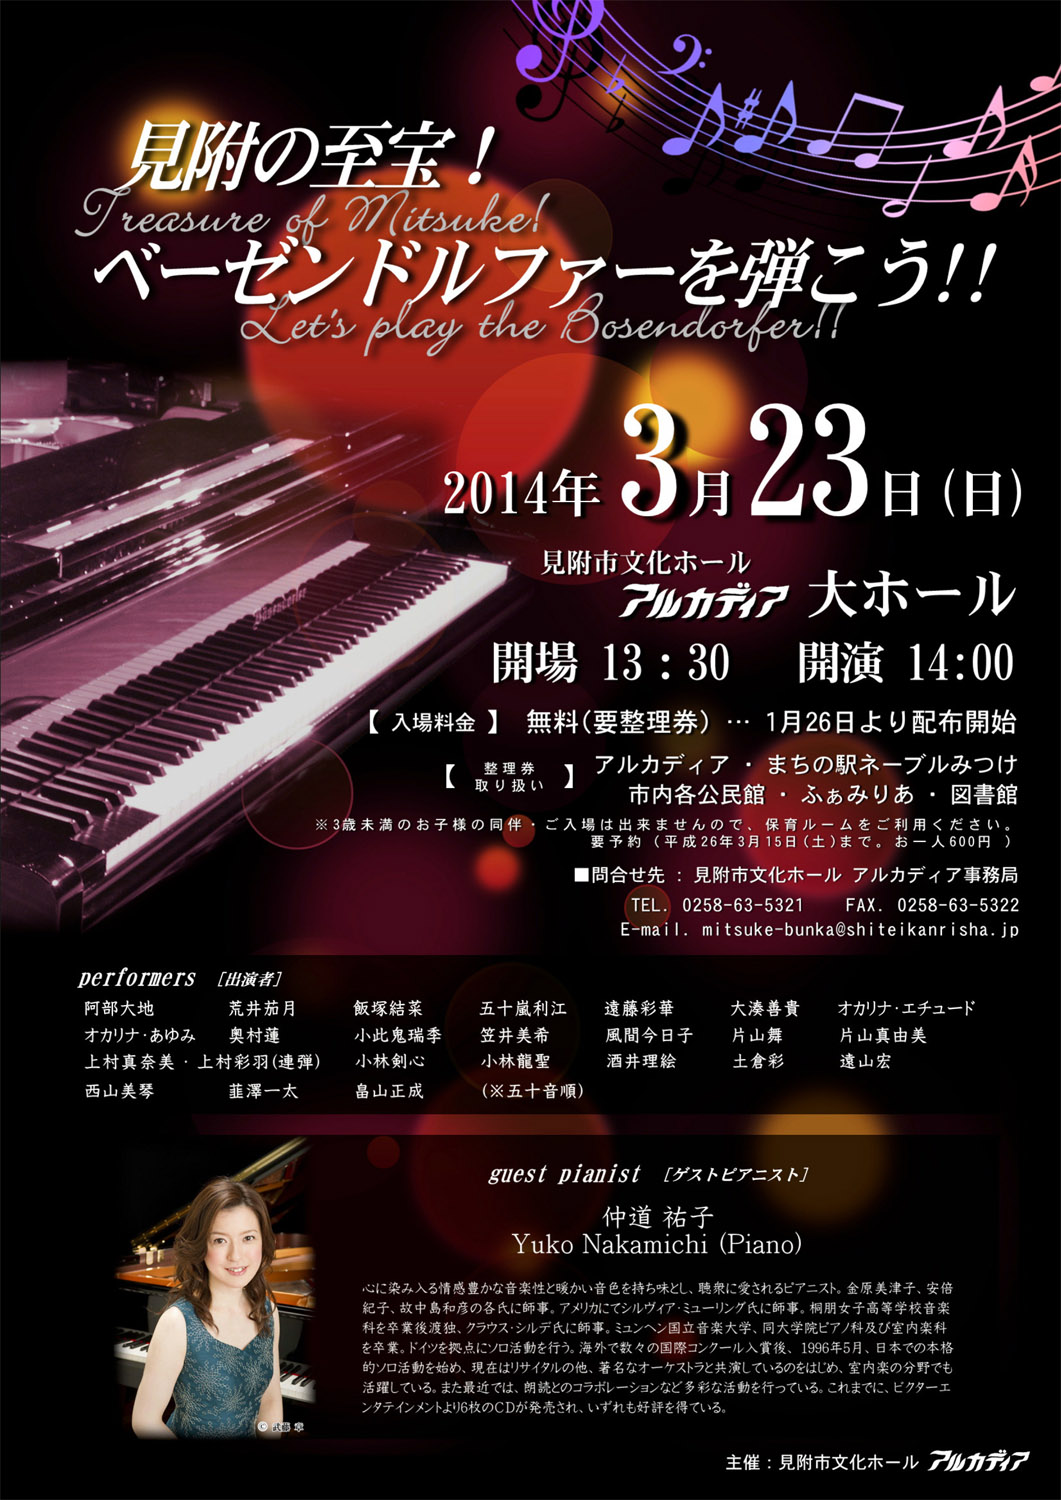 見附の至宝！
Treasure of Mitsuke!
ベーゼンドルファーを弾こう!!
Let's play the Bosendorfer!!
2014年 3月 23日 (日)
Bösendorfer
見附市文化ホール
アルカディア 大ホール
開場 13：30 開演 14:00
【 入場料金 】 無料(要整理券) … 1月26日より配布開始
【 整理券取り扱い 】 アルカディア ・ まちの駅ネーブルみつけ
市内各公民館 ・ ふぁみりあ ・ 図書館
※3歳未満のお子様の同伴・ご入場は出来ませんので、保育ルームをご利用ください。
要予約 (平成26年3月15日(土)まで。お一人600円 )
■問合せ先 : 見附市文化ホール アルカディア事務局
TEL. 0258-63-5321 FAX. 0258-63-5322
E-mail. mitsuke-bunka@shiteikanrisha.jp
performers [出演者]
阿部大地 荒井茄月 飯塚結菜 五十嵐利江 遠藤彩華 大湊善貴 オカリナ・エチュード
オカリナ・あゆみ 奥村蓮 小此鬼瑞季 笠井美希 風間今日子 片山舞 片山真由美
上村真奈美・上村彩羽(連弾) 小林剣心 小林龍聖 酒井理絵 土倉彩 遠山宏
西山美琴 韮澤一太 畠山正成 (※五十音順)
guest pianist [ゲストピアニスト]
仲道 祐子
Yuko Nakamichi (Piano)
心に染み入る情感豊かな音楽性と暖かい音色を持ち味とし、聴衆に愛されるピアニスト。金原美津子、安倍
紀子、故中島和彦の各氏に師事。アメリカにてシルヴィア・ミューリング氏に師事。桐朋女子高等学校音楽
科を卒業後渡独、クラウス・シルデ氏に師事。ミュンヘン国立音楽大学、同大学院ピアノ科及び室内楽科
を卒業。ドイツを拠点にソロ活動を行う。海外で数々の国際コンクール入賞後、1996年5月、日本での本格
的ソロ活動を始め、現在はリサイタルの他、著名なオーケストラと共演しているのをはじめ、室内楽の分野でも
活躍している。また最近では、朗読とのコラボレーションなど多彩な活動を行っている。これまでに、ビクターエ
ンタテインメントより6枚のCDが発売され、いずれも好評を得ている。
© 武藤 章
主催：見附市文化ホール アルカディア